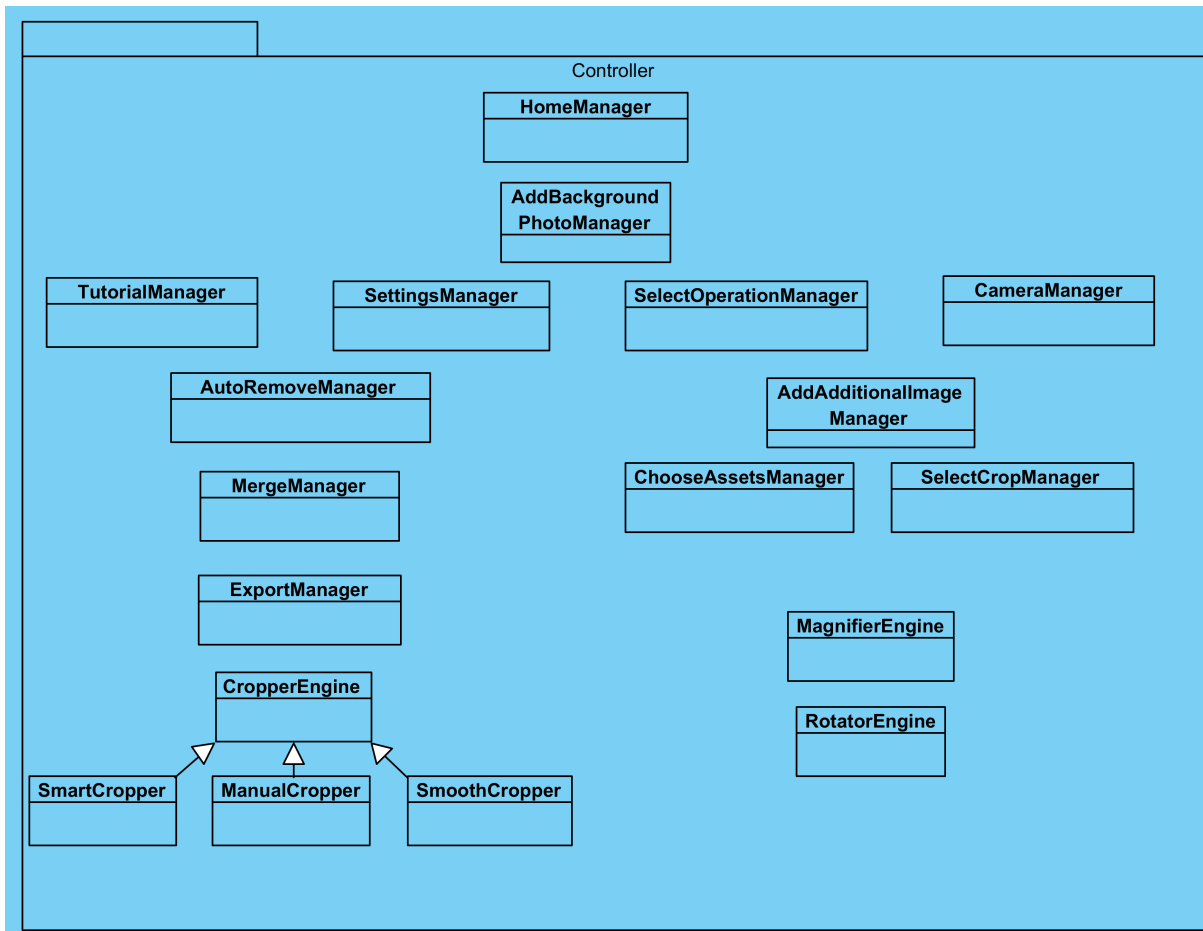 Controller
HomeManager
AddBackground
PhotoManager
TutorialManager
SettingsManager
SelectOperationManager
CameraManager
AutoRemoveManager
AddAdditionalImage
Manager
MergeManager
ChooseAssetsManager
SelectCropManager
ExportManager
MagnifierEngine
CropperEngine
RotatorEngine
SmartCropper
ManualCropper
SmoothCropper